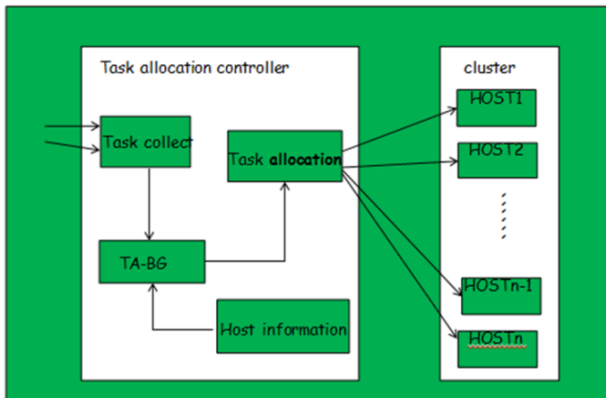 Task allocation controller
cluster
Task collect
Task allocation
TA-BG
Host information
HOST1
HOST2
HOSTn-1
HOSTn